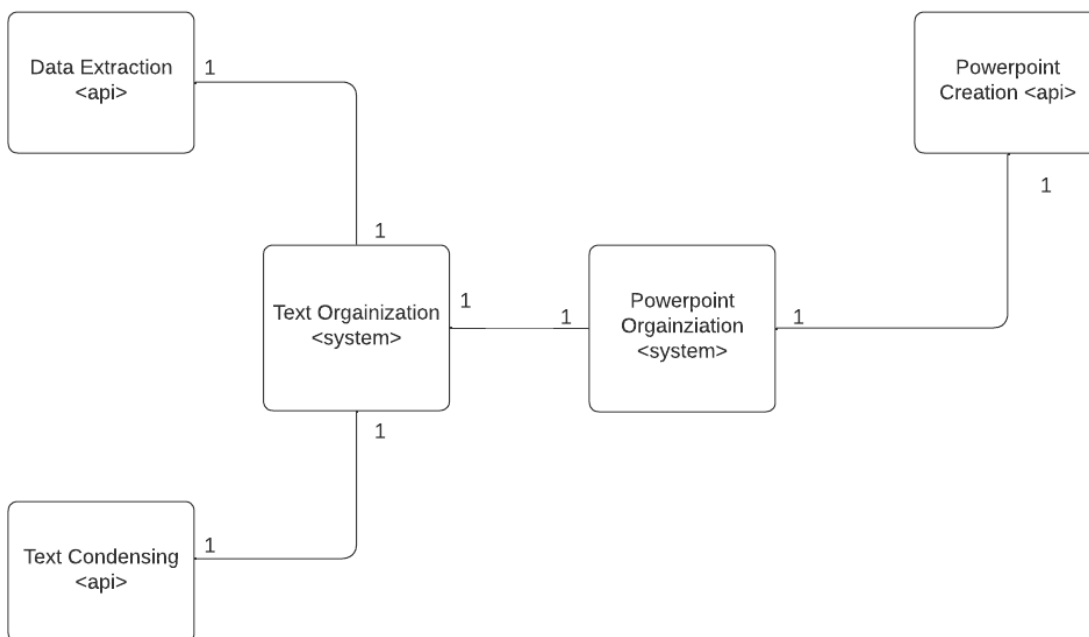 Data Extraction
<api>
1
Powerpoint
Creation <api>
1
1
Text Orgainization
<system>
1
1
Powerpoint
Orgainziation
<system>
1
1
Text Condensing
<api>
1